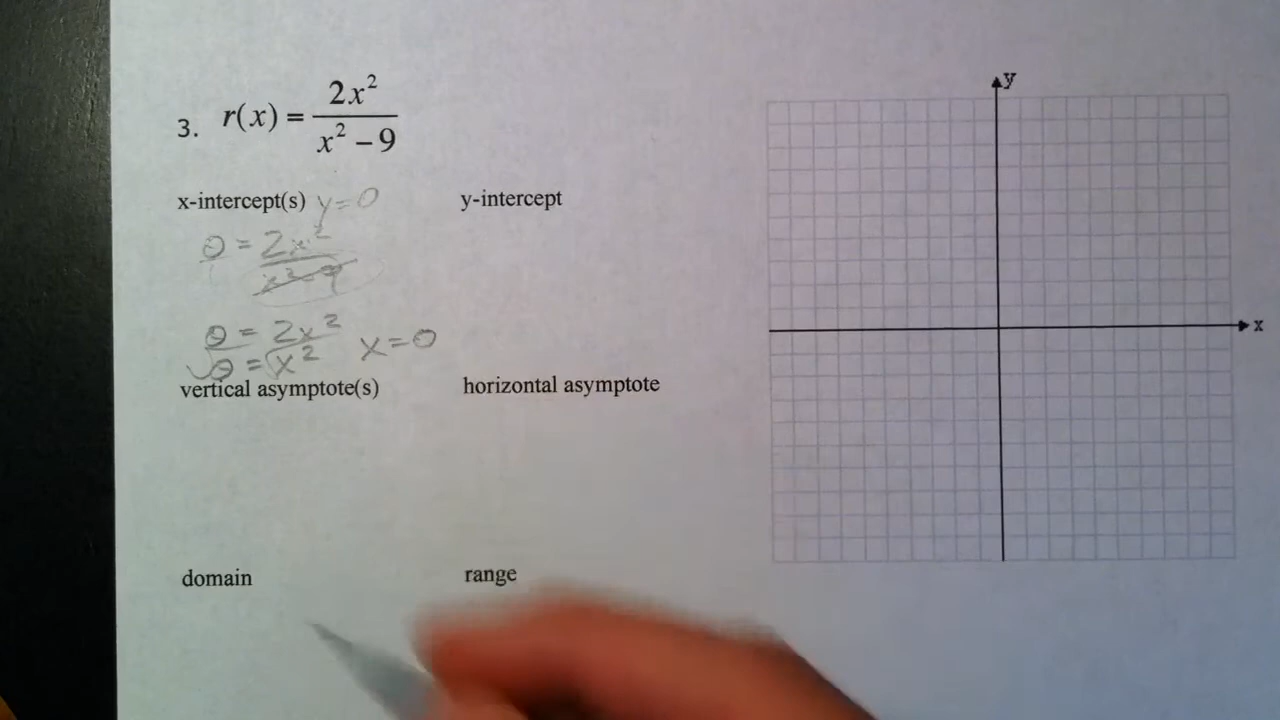 3. r(x) = 2x² / x² − 9
x-intercept(s) y=0
y-intercept
0 = 2x²
x²-9
0 = 2x²
0 = x² x=0
vertical asymptote(s)
horizontal asymptote
domain
range
y
x